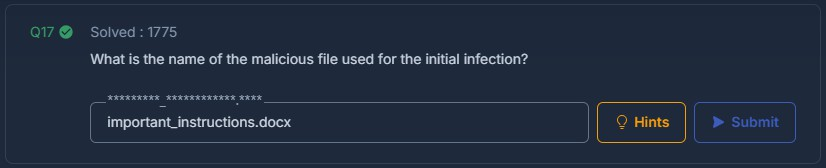 Q17 Solved : 1775
What is the name of the malicious file used for the initial infection?
*********_************.****
important_instructions.docx Hints Submit